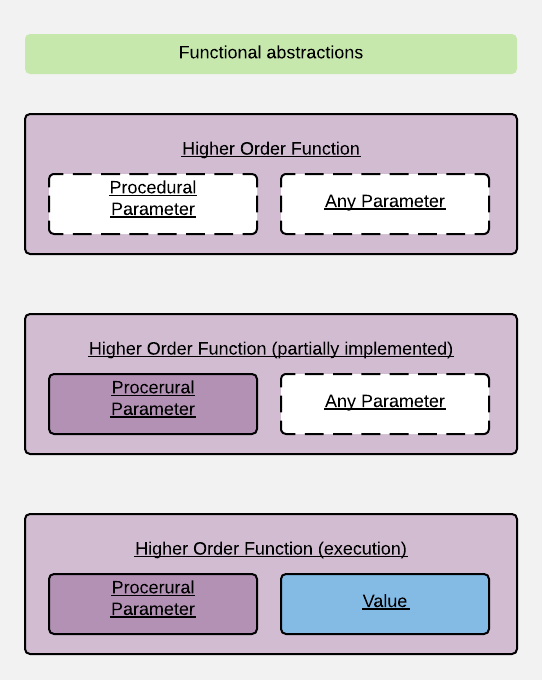 Functional abstractions
Higher Order Function
Procedural
Parameter
Any Parameter
Higher Order Function (partially implemented)
Procerural
Parameter
Any Parameter
Higher Order Function (execution)
Procerural
Parameter
Value